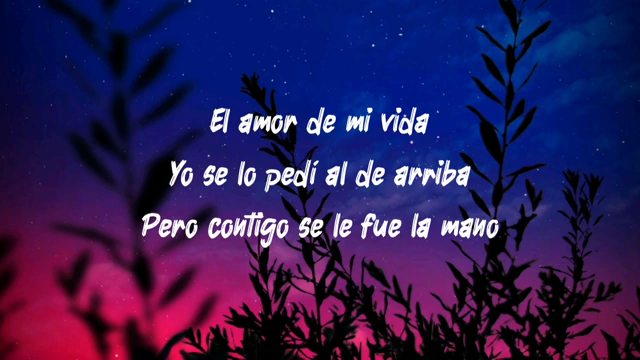 El amor de mi vida
Yo se lo pedí al de arriba
Pero contigo se le fue la mano